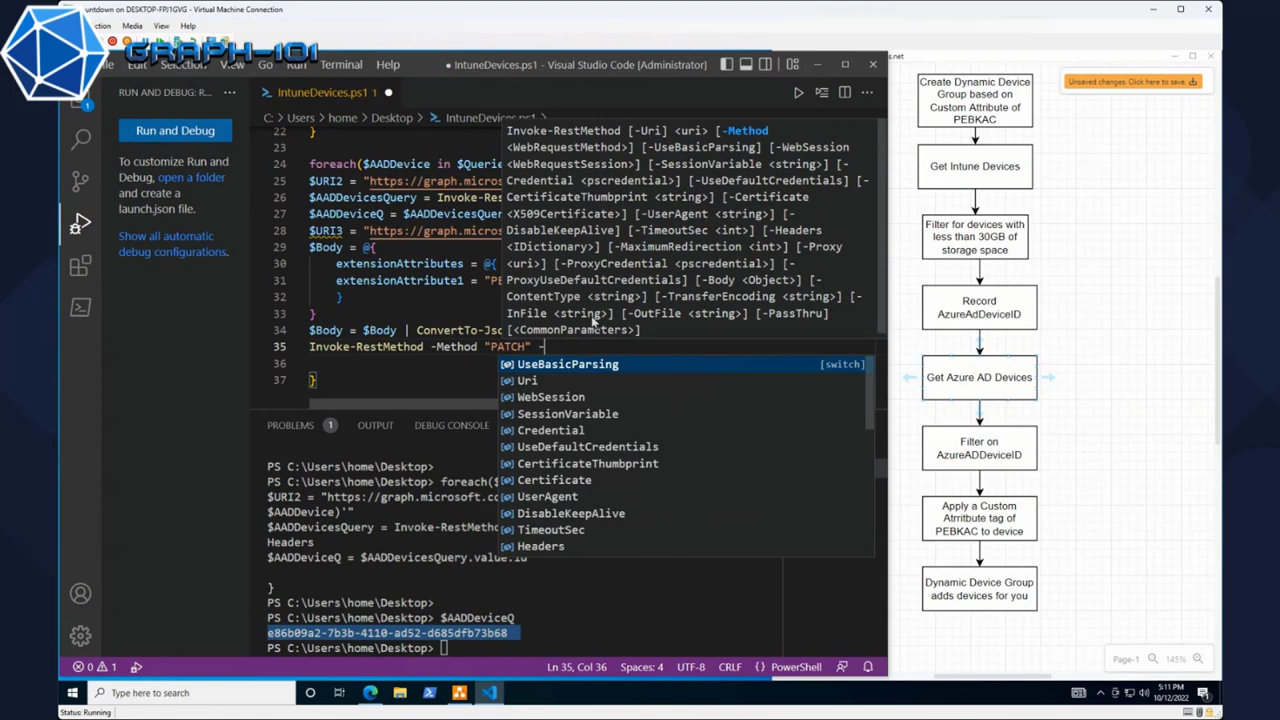 ountdown on DESKTOP-FPJ1GVG - Virtual Machine Connection
ction Media View Help
GRAPH-101
Edit Selection View Go Run Terminal Help
● IntuneDevices.ps1 - Visual Studio Code [Administrator]
RUN AND DEBUG: R... ···
IntuneDevices.ps1 1 ●
C: > Users > home > Desktop > IntuneDevices.ps1
Run and Debug
To customize Run and
Debug, open a folder
and create a
launch.json file.
Show all automatic
debug configurations.
22 }
23
24 foreach($AADDevice in $Querie
25 $URI2 = "https://graph.micros
26 $AADDevicesQuery = Invoke-Res
27 $AADDeviceQ = $AADDevicesQuery
28 $URI3 = "https://graph.micros
29 $Body = @{
30 extensionAttributes = @{
31 extensionAttribute1 = "PE
32 }
33 }
34 $Body = $Body | ConvertTo-Jso
35 Invoke-RestMethod -Method "PATCH" -
36
37 }
Invoke-RestMethod [-Uri] <uri> [-Method
<WebRequestMethod>] [-UseBasicParsing] [-WebSession
<WebRequestSession>] [-SessionVariable <string>] [-
Credential <pscredential>] [-UseDefaultCredentials] [-
CertificateThumbprint <string>] [-Certificate
<X509Certificate>] [-UserAgent <string>] [-
DisableKeepAlive] [-TimeoutSec <int>] [-Headers
<IDictionary>] [-MaximumRedirection <int>] [-Proxy
<uri>] [-ProxyCredential <pscredential>] [-
ProxyUseDefaultCredentials] [-Body <Object>] [-
ContentType <string>] [-TransferEncoding <string>] [-
InFile <string>] [-OutFile <string>] [-PassThru]
[<CommonParameters>]
UseBasicParsing [switch]
Uri
WebSession
SessionVariable
Credential
UseDefaultCredentials
CertificateThumbprint
Certificate
UserAgent
DisableKeepAlive
TimeoutSec
Headers
PROBLEMS 1 OUTPUT DEBUG CONSOLE
PS C:\Users\home\Desktop>
PS C:\Users\home\Desktop> foreach($
$URI2 = "https://graph.microsoft.co
$AADDevice)'"
$AADDevicesQuery = Invoke-RestMetho
Headers
$AADDeviceQ = $AADDevicesQuery.value.id
}
PS C:\Users\home\Desktop>
PS C:\Users\home\Desktop> $AADDeviceQ
e86b09a2-7b3b-4110-ad52-d685dfb73b68
PS C:\Users\home\Desktop>
0 1 Ln 35, Col 36 Spaces: 4 UTF-8 CRLF {} PowerShell
Type here to search
5:11 PM
10/12/2022
Status: Running
s.net
Unsaved changes. Click here to save.
Create Dynamic Device
Group based on
Custom Attribute of
PEBKAC
Get Intune Devices
Filter for devices with
less than 30GB of
storage space
Record
AzureAdDeviceID
Get Azure AD Devices
Filter on
AzureADDeviceID
Apply a Custom
Atrritbute tag of
PEBKAC to device
Dynamic Device Group
adds devices for you
Page-1 145%